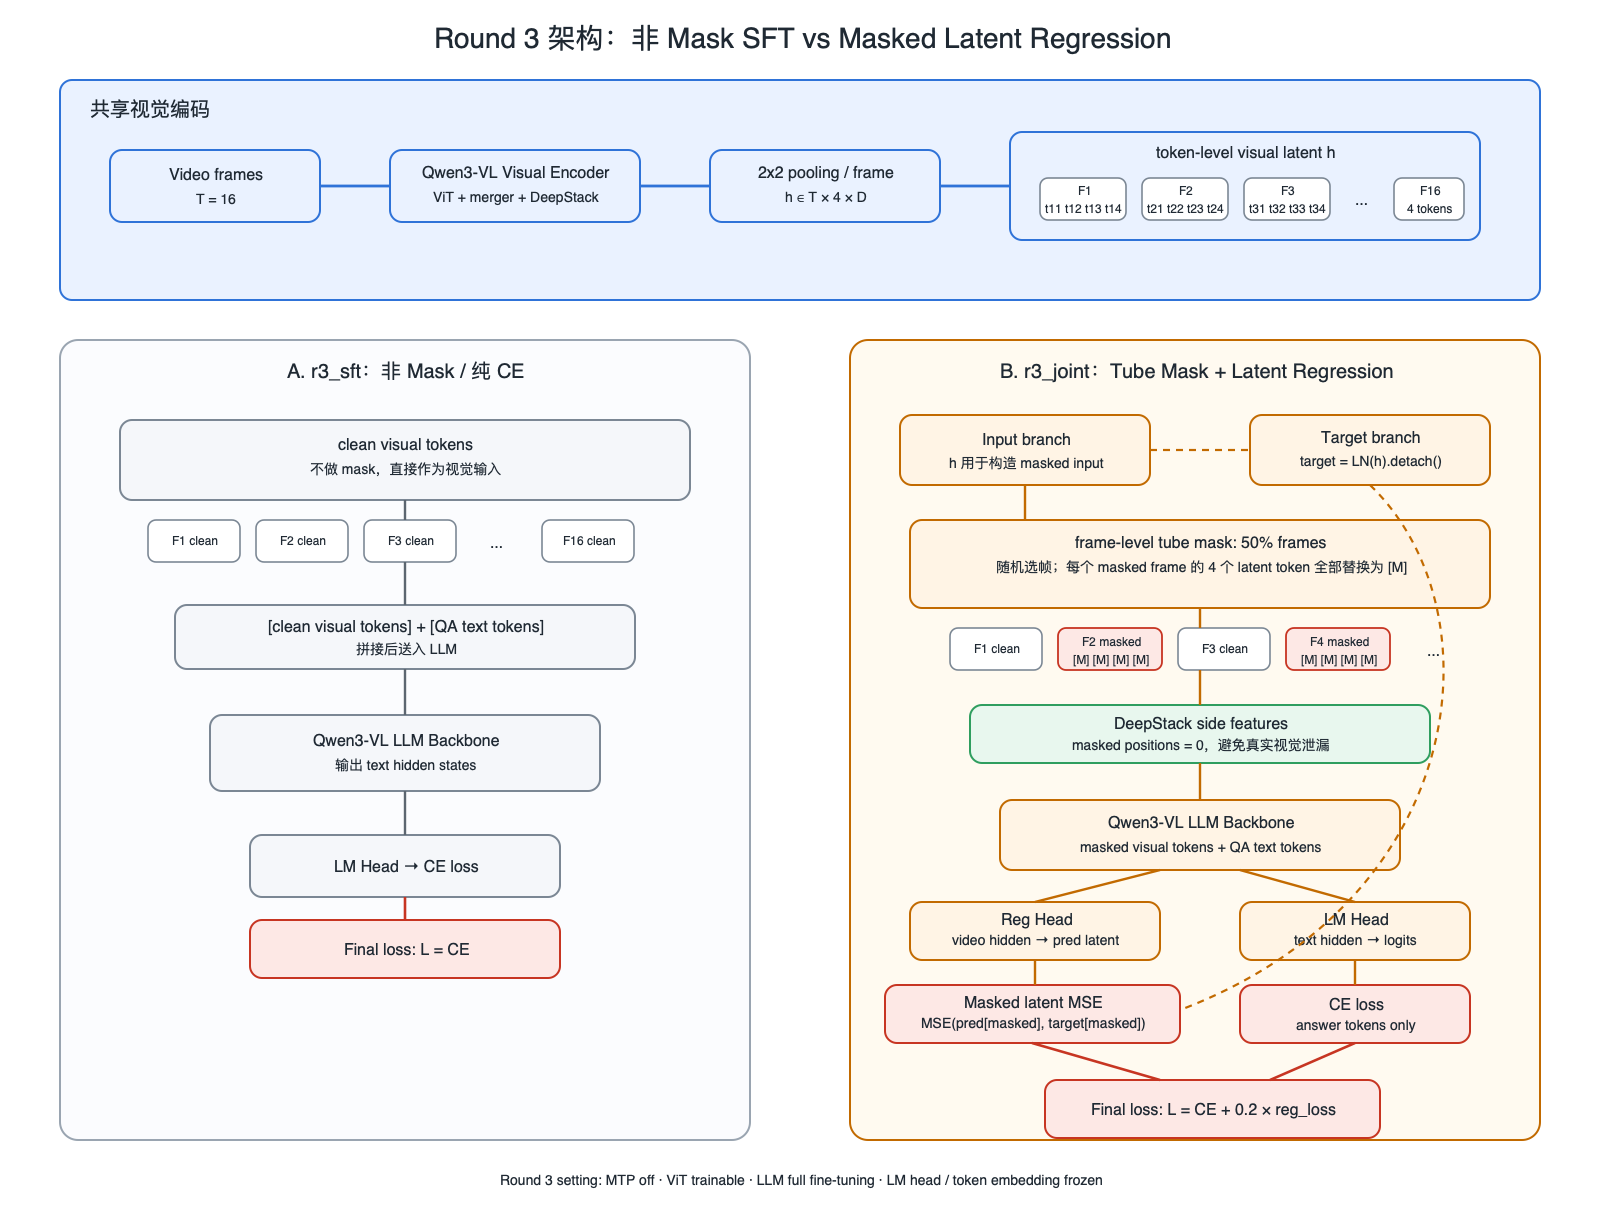 Round 3 架构：非 Mask SFT vs Masked Latent Regression
共享视觉编码
Video frames
T = 16
Qwen3-VL Visual Encoder
ViT + merger + DeepStack
2x2 pooling / frame
h ∈ T × 4 × D
token-level visual latent h
F1
t11 t12 t13 t14
F2
t21 t22 t23 t24
F3
t31 t32 t33 t34
...
F16
4 tokens
A. r3_sft：非 Mask / 纯 CE
clean visual tokens
不做 mask，直接作为视觉输入
F1 clean
F2 clean
F3 clean
...
F16 clean
[clean visual tokens] + [QA text tokens]
拼接后送入 LLM
Qwen3-VL LLM Backbone
输出 text hidden states
LM Head → CE loss
Final loss: L = CE
B. r3_joint：Tube Mask + Latent Regression
Input branch
h 用于构造 masked input
Target branch
target = LN(h).detach()
frame-level tube mask: 50% frames
随机选帧；每个 masked frame 的 4 个 latent token 全部替换为 [M]
F1 clean
F2 masked
[M] [M] [M] [M]
F3 clean
F4 masked
[M] [M] [M] [M]
...
DeepStack side features
masked positions = 0，避免真实视觉泄漏
Qwen3-VL LLM Backbone
masked visual tokens + QA text tokens
Reg Head
video hidden → pred latent
LM Head
text hidden → logits
Masked latent MSE
MSE(pred[masked], target[masked])
CE loss
answer tokens only
Final loss: L = CE + 0.2 × reg_loss
Round 3 setting: MTP off · ViT trainable · LLM full fine-tuning · LM head / token embedding frozen